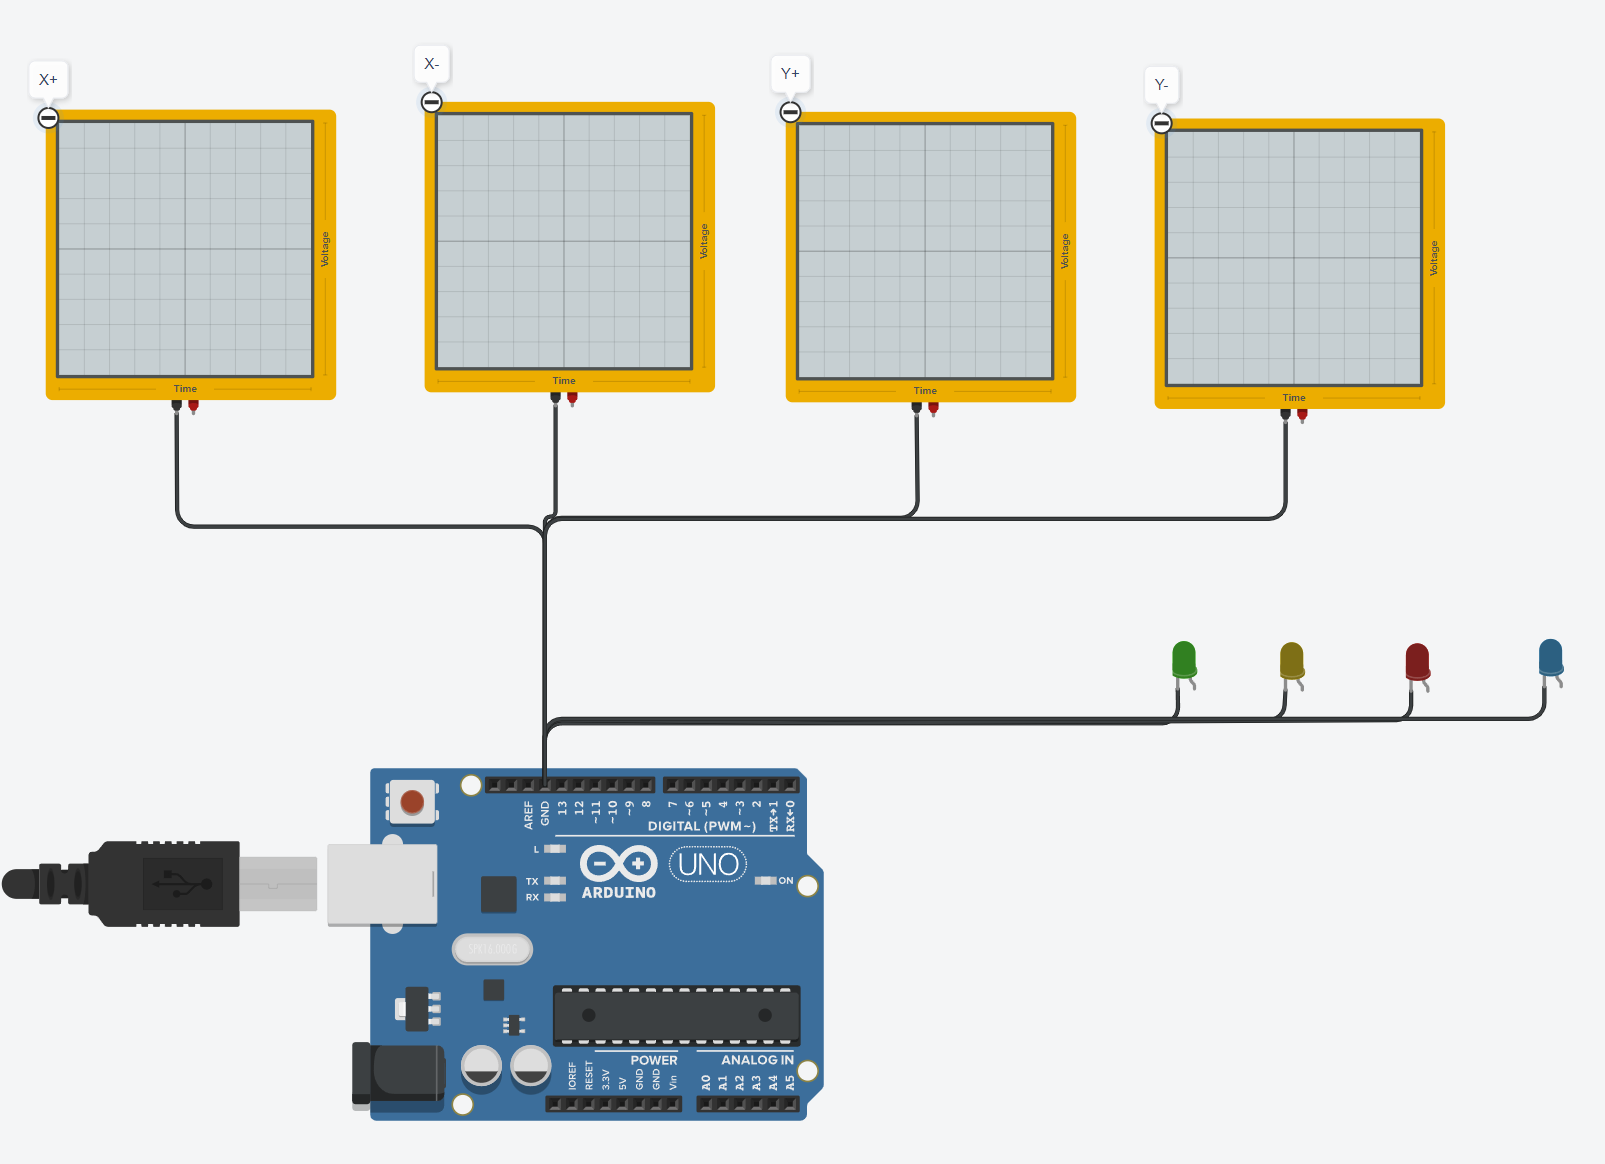 X+
X-
Y+
Y-
Voltage
Voltage
Voltage
Voltage
Time
Time
Time
Time
AREF
GND
13
12
~11
~10
~9
8
7
~6
~5
4
~3
2
TX→1
RX←0
DIGITAL (PWM~)
L
TX
RX
ARDUINO
UNO
ON
POWER
ANALOG IN
IOREF
RESET
3.3V
5V
GND
GND
Vin
A0
A1
A2
A3
A4
A5